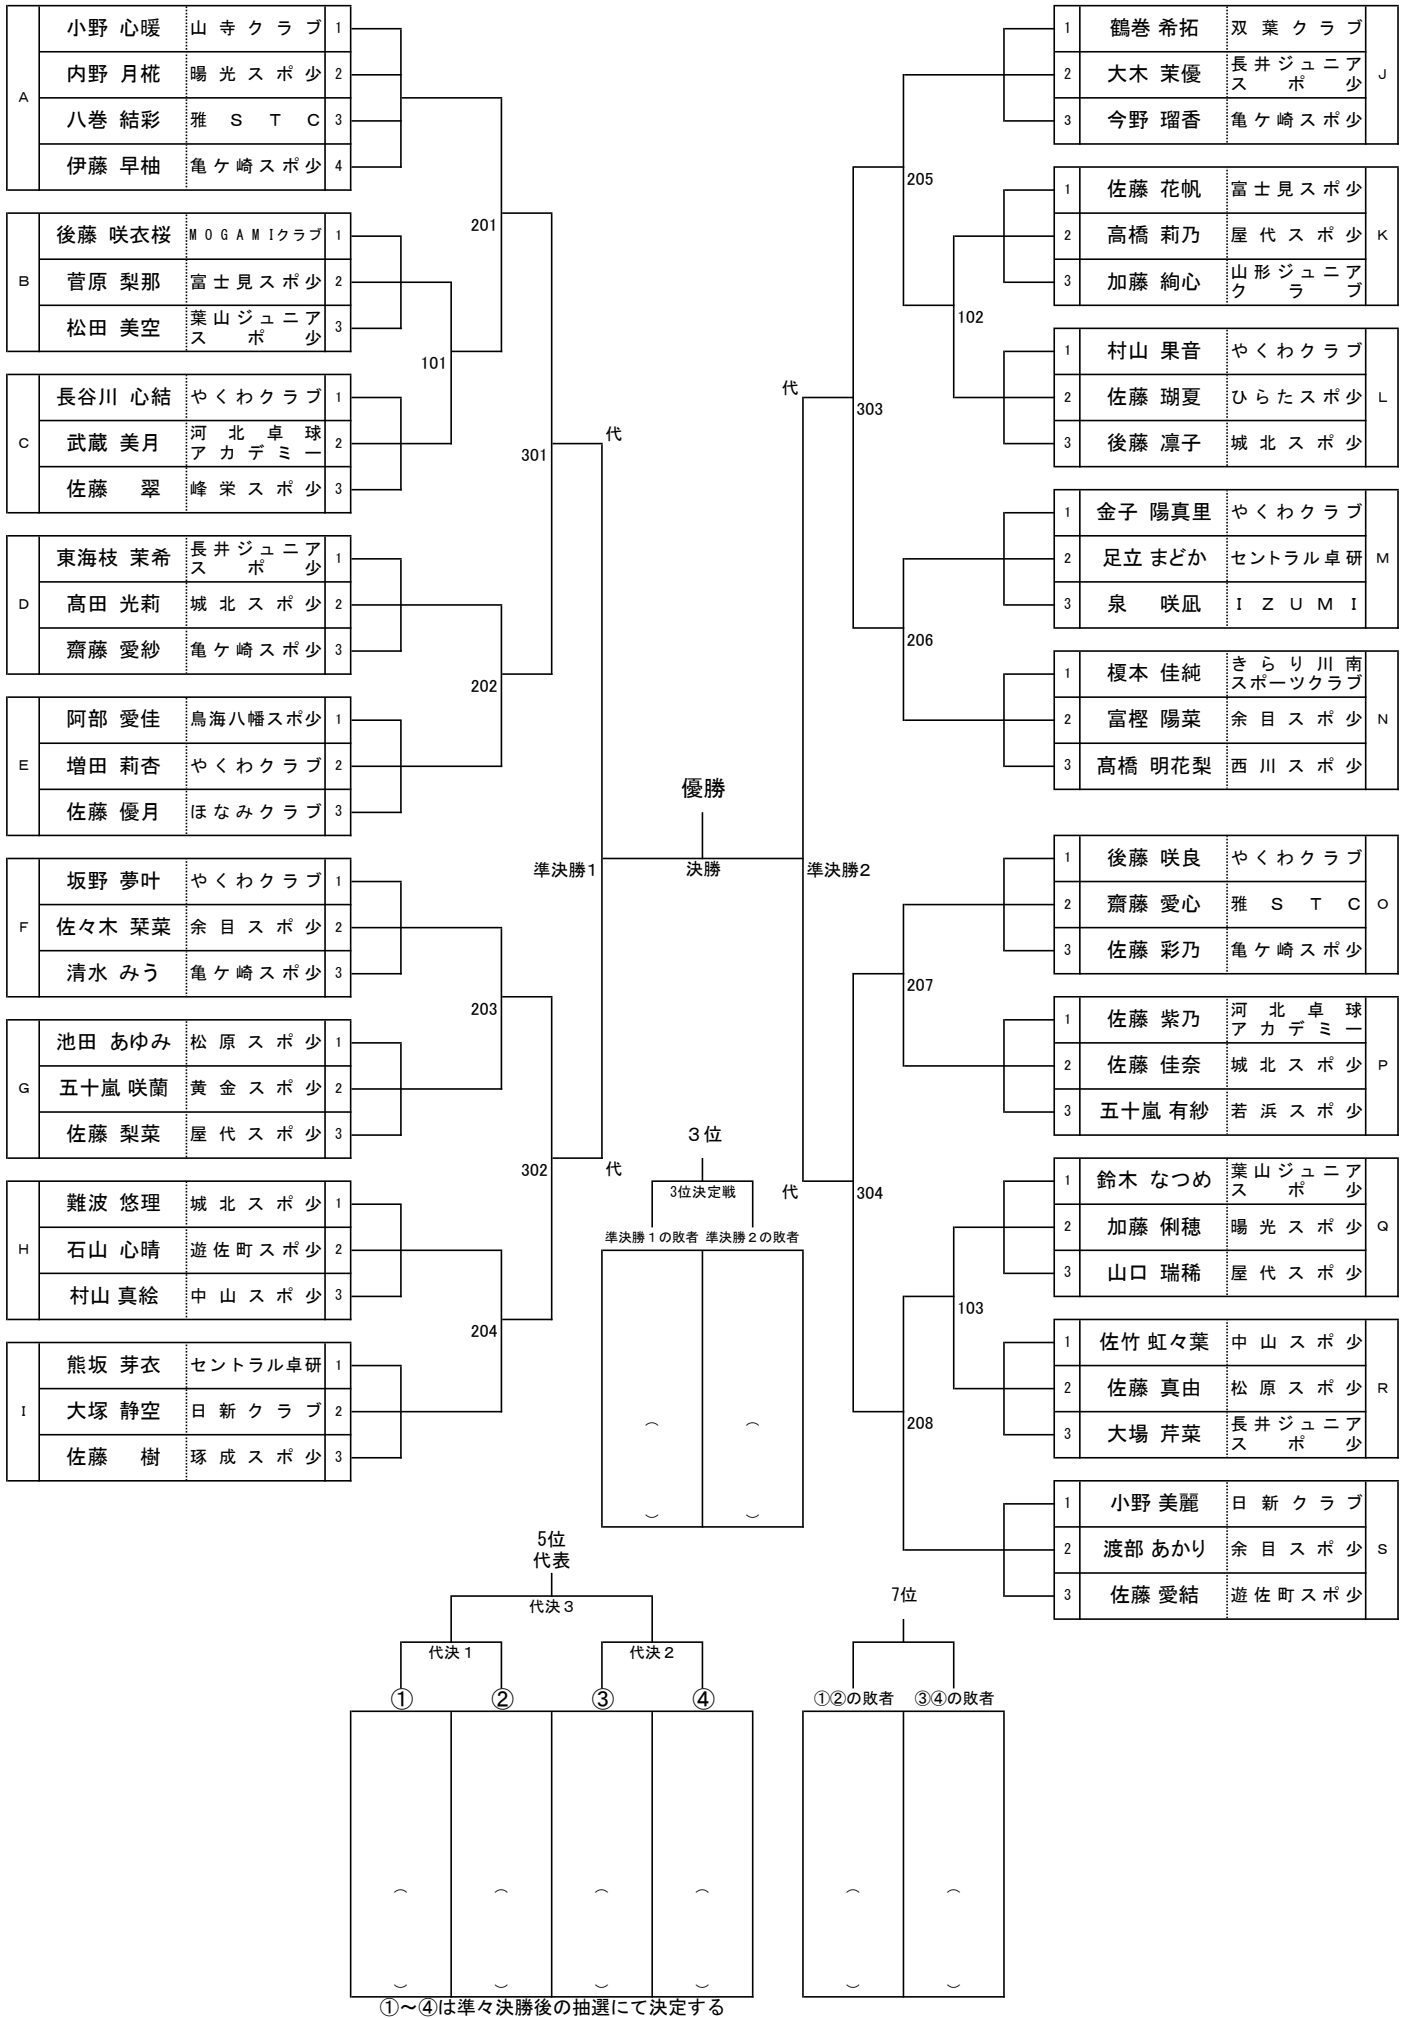 A
小野 心暖 山寺クラブ 1
内野 月椛 暘光スポ少 2
八巻 結彩 雅STC 3
伊藤 早柚 亀ケ崎スポ少 4
B
後藤 咲衣桜 MOGAMIクラブ 1
菅原 梨那 富士見スポ少 2
松田 美空 葉山ジュニアスポ少 3
C
長谷川 心結 やくわクラブ 1
武蔵 美月 河北卓球アカデミー 2
佐藤 翠 峰栄スポ少 3
D
東海枝 茉希 長井ジュニアスポ少 1
髙田 光莉 城北スポ少 2
齋藤 愛紗 亀ケ崎スポ少 3
E
阿部 愛佳 鳥海八幡スポ少 1
増田 莉杏 やくわクラブ 2
佐藤 優月 ほなみクラブ 3
F
坂野 夢叶 やくわクラブ 1
佐々木 栞菜 余目スポ少 2
清水 みう 亀ケ崎スポ少 3
G
池田 あゆみ 松原スポ少 1
五十嵐 咲蘭 黄金スポ少 2
佐藤 梨菜 屋代スポ少 3
H
難波 悠理 城北スポ少 1
石山 心晴 遊佐町スポ少 2
村山 真絵 中山スポ少 3
I
熊坂 芽衣 セントラル卓研 1
大塚 静空 日新クラブ 2
佐藤 樹 琢成スポ少 3
101
201
202
203
204
301
302
代
代
準決勝1
優勝
決勝
準決勝2
代
代
303
304
205
206
207
208
102
103
J
1 鶴巻 希拓 双葉クラブ
2 大木 茉優 長井ジュニアスポ少
3 今野 瑠香 亀ケ崎スポ少
K
1 佐藤 花帆 富士見スポ少
2 高橋 莉乃 屋代スポ少
3 加藤 絢心 山形ジュニアクラブ
L
1 村山 果音 やくわクラブ
2 佐藤 瑚夏 ひらたスポ少
3 後藤 凛子 城北スポ少
M
1 金子 陽真里 やくわクラブ
2 足立 まどか セントラル卓研
3 泉 咲凪 IZUMI
N
1 榎本 佳純 きらり川南スポーツクラブ
2 富樫 陽菜 余目スポ少
3 髙橋 明花梨 西川スポ少
O
1 後藤 咲良 やくわクラブ
2 齋藤 愛心 雅STC
3 佐藤 彩乃 亀ケ崎スポ少
P
1 佐藤 紫乃 河北卓球アカデミー
2 佐藤 佳奈 城北スポ少
3 五十嵐 有紗 若浜スポ少
Q
1 鈴木 なつめ 葉山ジュニアスポ少
2 加藤 俐穂 暘光スポ少
3 山口 瑞稀 屋代スポ少
R
1 佐竹 虹々葉 中山スポ少
2 佐藤 真由 松原スポ少
3 大場 芹菜 長井ジュニアスポ少
S
1 小野 美麗 日新クラブ
2 渡部 あかり 余目スポ少
3 佐藤 愛結 遊佐町スポ少
3位
3位決定戦
準決勝1の敗者 準決勝2の敗者
( ) ( )
5位
代表
代決3
代決1 代決2
① ② ③ ④
( ) ( ) ( ) ( )
①～④は準々決勝後の抽選にて決定する
7位
①②の敗者 ③④の敗者
( ) ( )